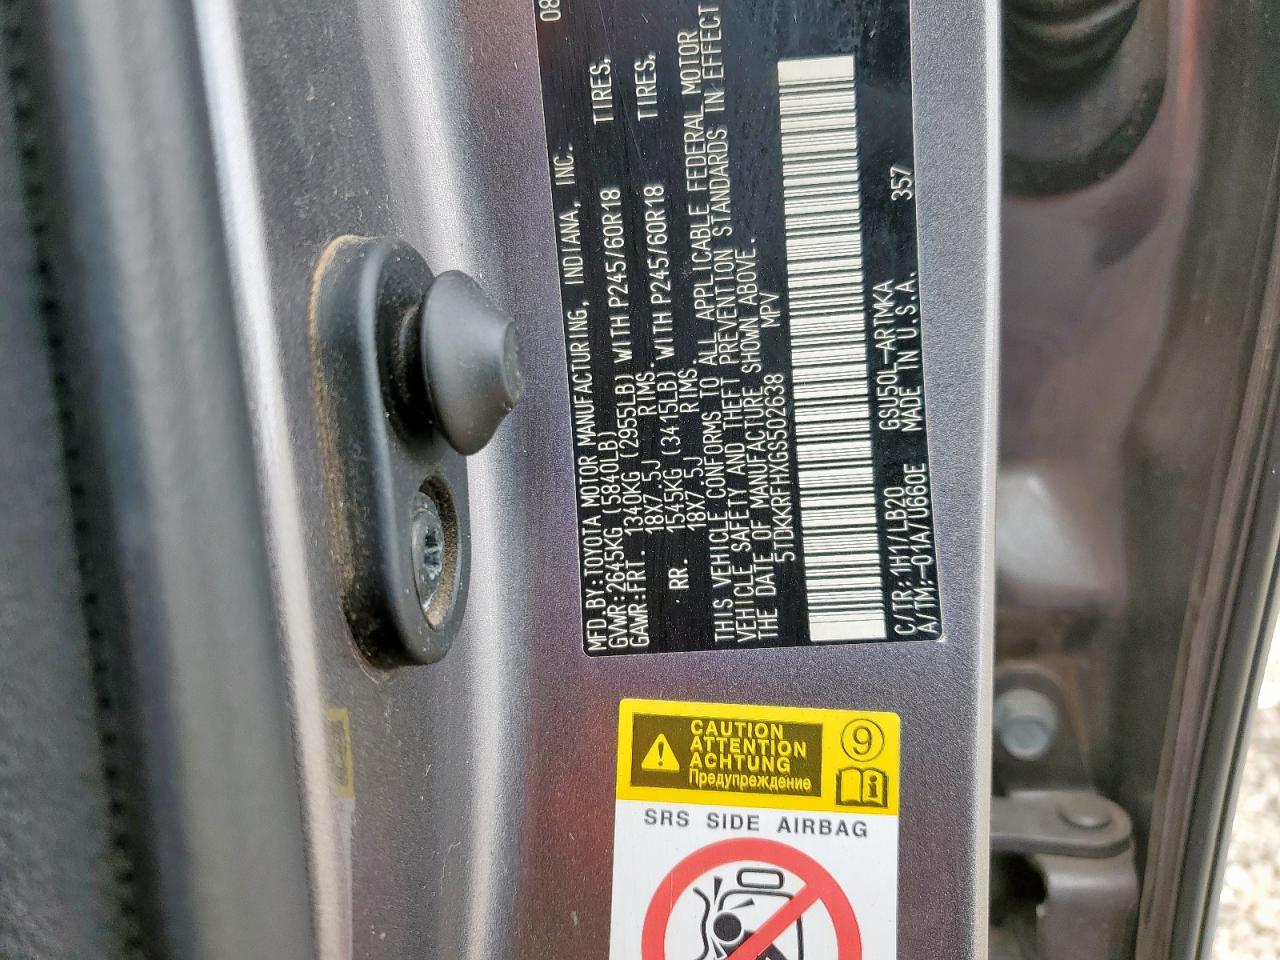 08
MFD.BY:TOYOTA MOTOR MANUFACTURING, INDIANA, INC.
GVWR:2645KG (5840LB)
GAWR:FRT. 1340KG (2955LB) WITH P245/60R18 TIRES,
18X7.5J RIMS.
RR. 1545KG (3415LB) WITH P245/60R18 TIRES,
18X7.5J RIMS.
THIS VEHICLE CONFORMS TO ALL APPLICABLE FEDERAL MOTOR
VEHICLE SAFETY AND THEFT PREVENTION STANDARDS IN EFFECT
THE DATE OF MANUFACTURE SHOWN ABOVE.
5TDKKRFHXGS502638 MPV
C/TR:1H1/LB20 GSU50L-ARTMKA 357
A/TM:-01A/U660E MADE IN U.S.A.
CAUTION
ATTENTION
ACHTUNG
Предупреждение
9
i
SRS SIDE AIRBAG